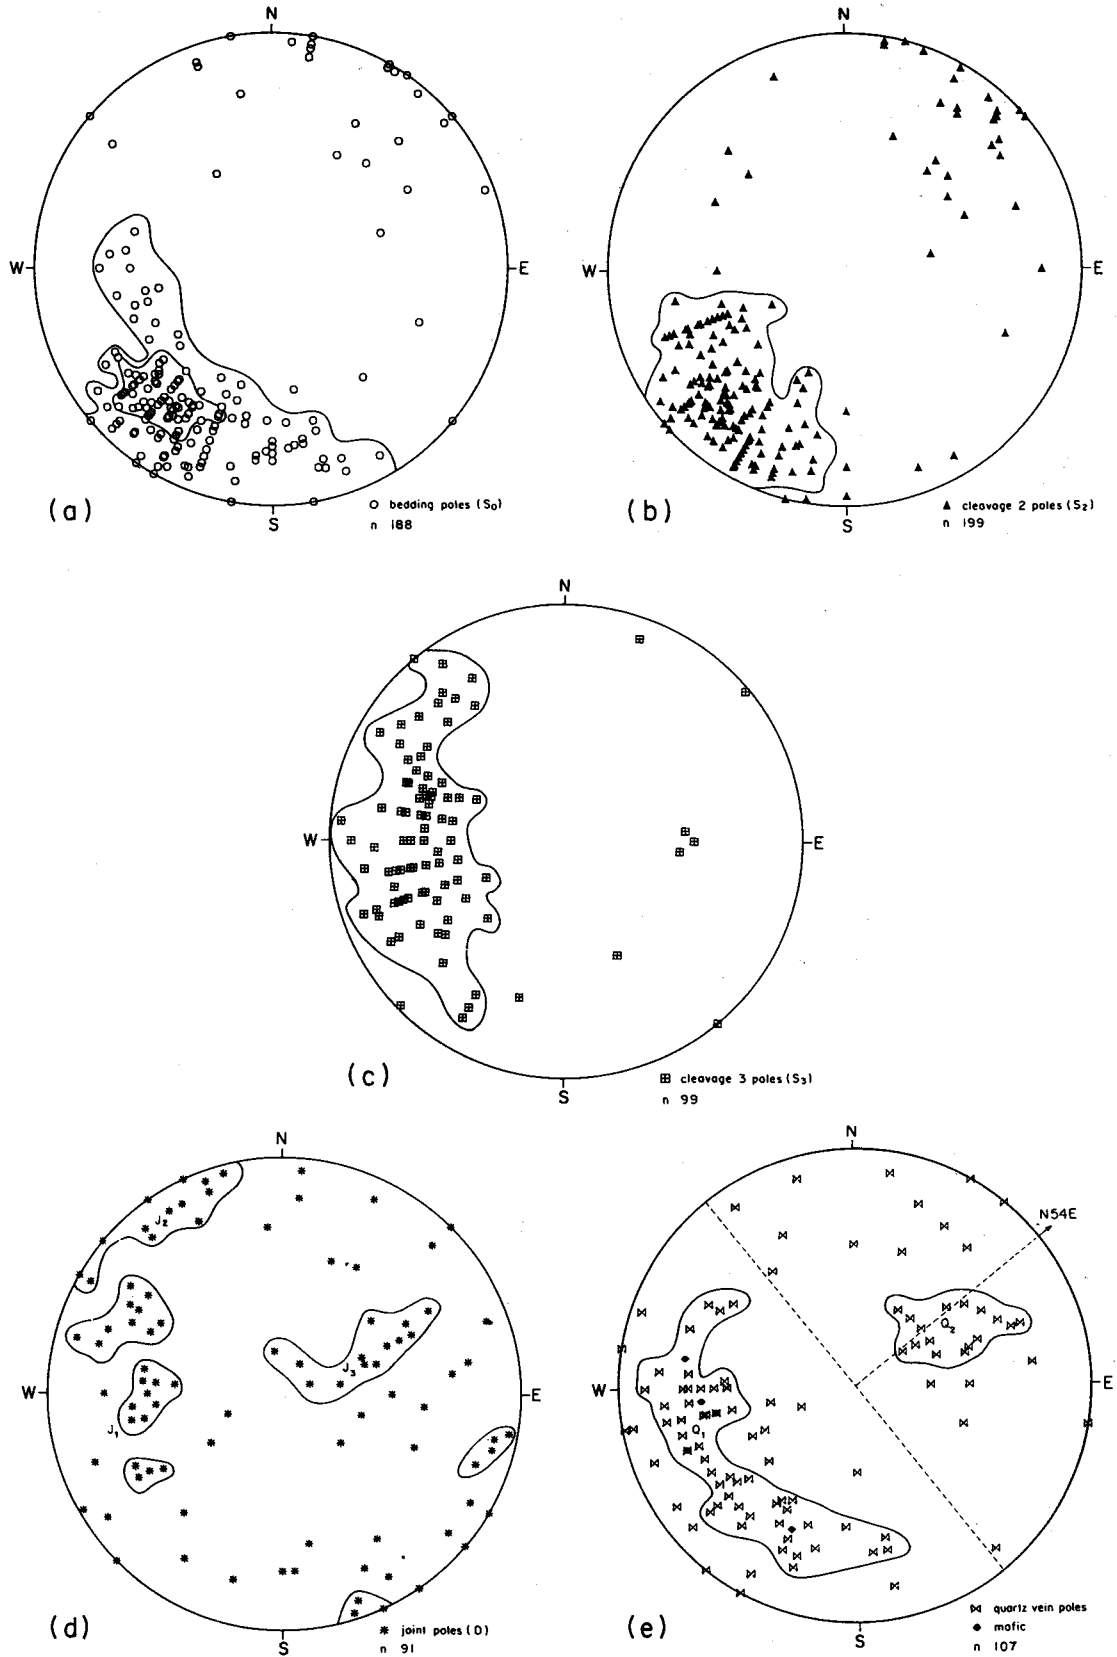 N
W
E
S
(a)
bedding poles (S₀)
n 188
N
W
E
S
(b)
cleavage 2 poles (S₂)
n 199
N
W
E
S
(c)
cleavage 3 poles (S₃)
n 99
N
J₂
J₃
W
E
J₁
S
(d)
joint poles (D)
n 91
N
N54E
Q₂
W
E
Q₁
S
(e)
quartz vein poles
mafic
n 107